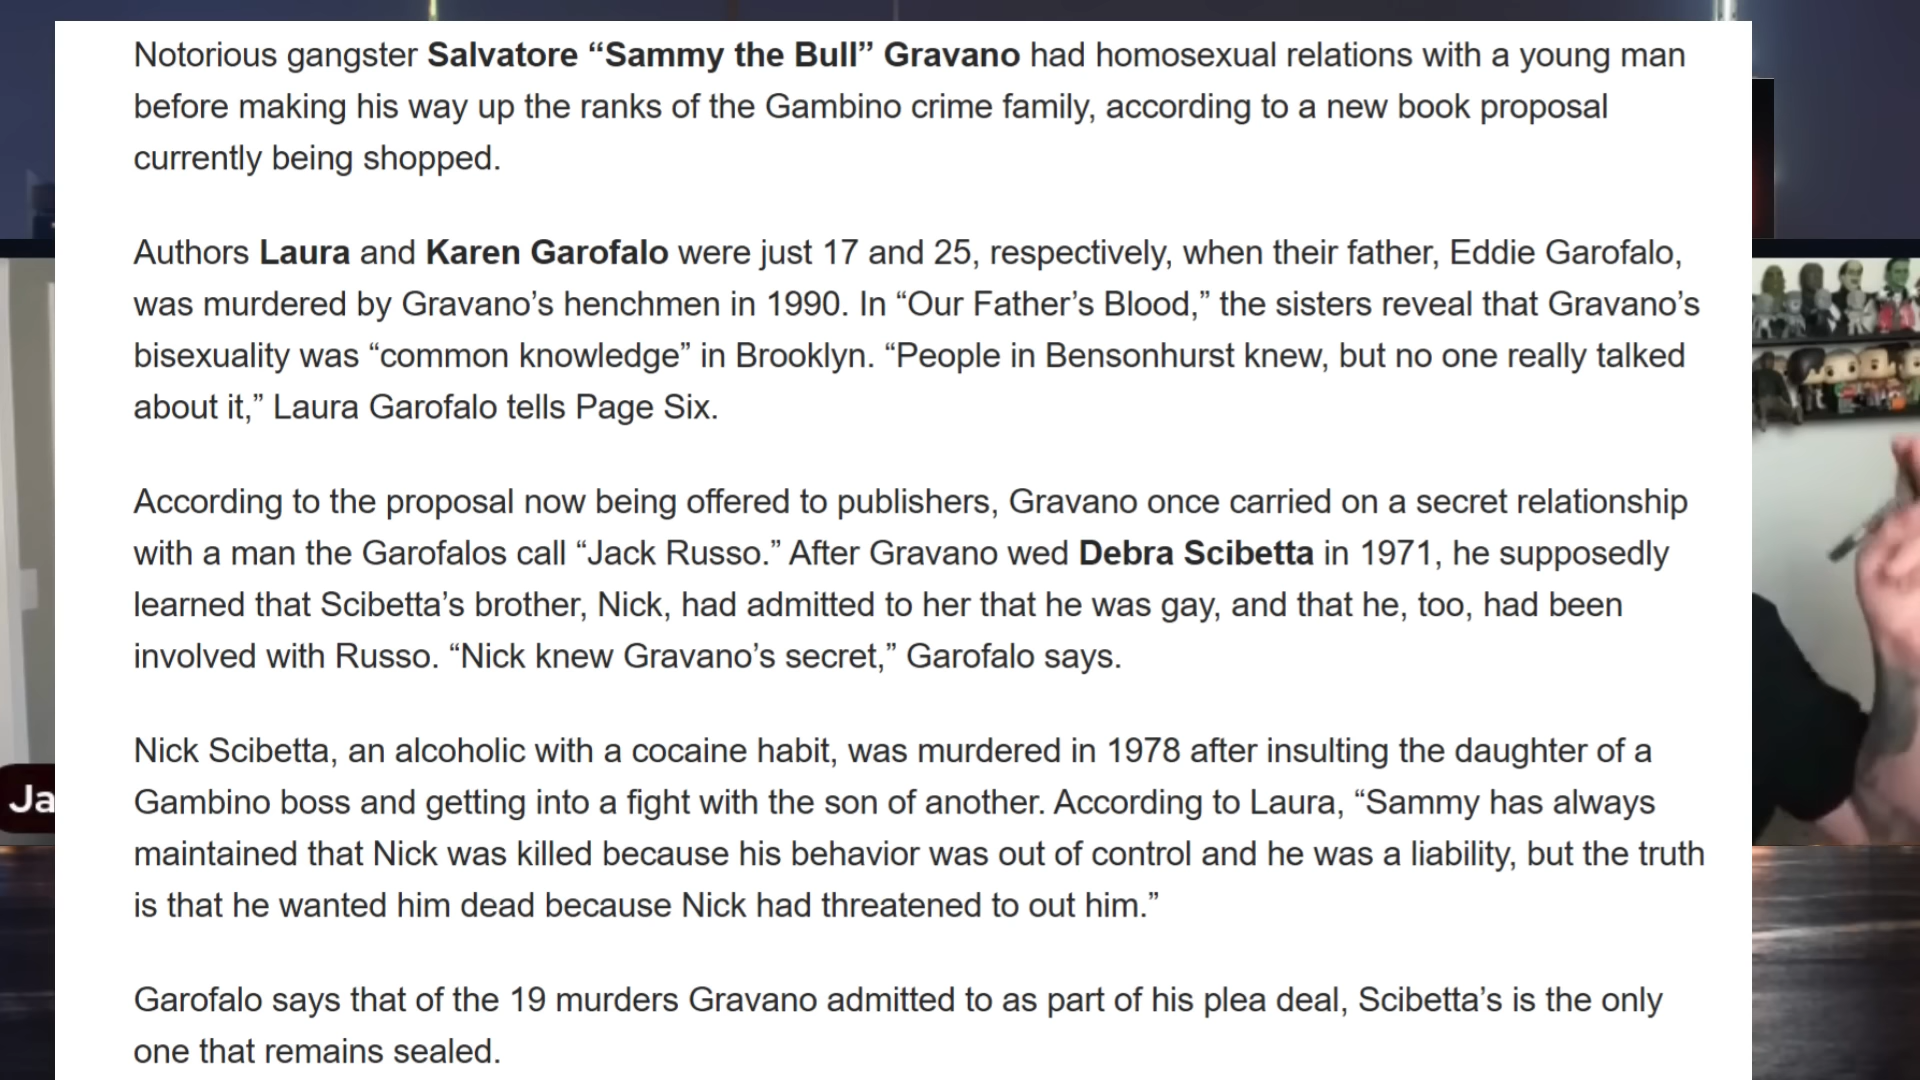 Notorious gangster Salvatore “Sammy the Bull” Gravano had homosexual relations with a young man
before making his way up the ranks of the Gambino crime family, according to a new book proposal
currently being shopped.
Authors Laura and Karen Garofalo were just 17 and 25, respectively, when their father, Eddie Garofalo,
was murdered by Gravano’s henchmen in 1990. In “Our Father’s Blood,” the sisters reveal that Gravano’s
bisexuality was “common knowledge” in Brooklyn. “People in Bensonhurst knew, but no one really talked
about it,” Laura Garofalo tells Page Six.
According to the proposal now being offered to publishers, Gravano once carried on a secret relationship
with a man the Garofalos call “Jack Russo.” After Gravano wed Debra Scibetta in 1971, he supposedly
learned that Scibetta’s brother, Nick, had admitted to her that he was gay, and that he, too, had been
involved with Russo. “Nick knew Gravano’s secret,” Garofalo says.
Nick Scibetta, an alcoholic with a cocaine habit, was murdered in 1978 after insulting the daughter of a
Gambino boss and getting into a fight with the son of another. According to Laura, “Sammy has always
maintained that Nick was killed because his behavior was out of control and he was a liability, but the truth
is that he wanted him dead because Nick had threatened to out him.”
Garofalo says that of the 19 murders Gravano admitted to as part of his plea deal, Scibetta’s is the only
one that remains sealed.
Ja